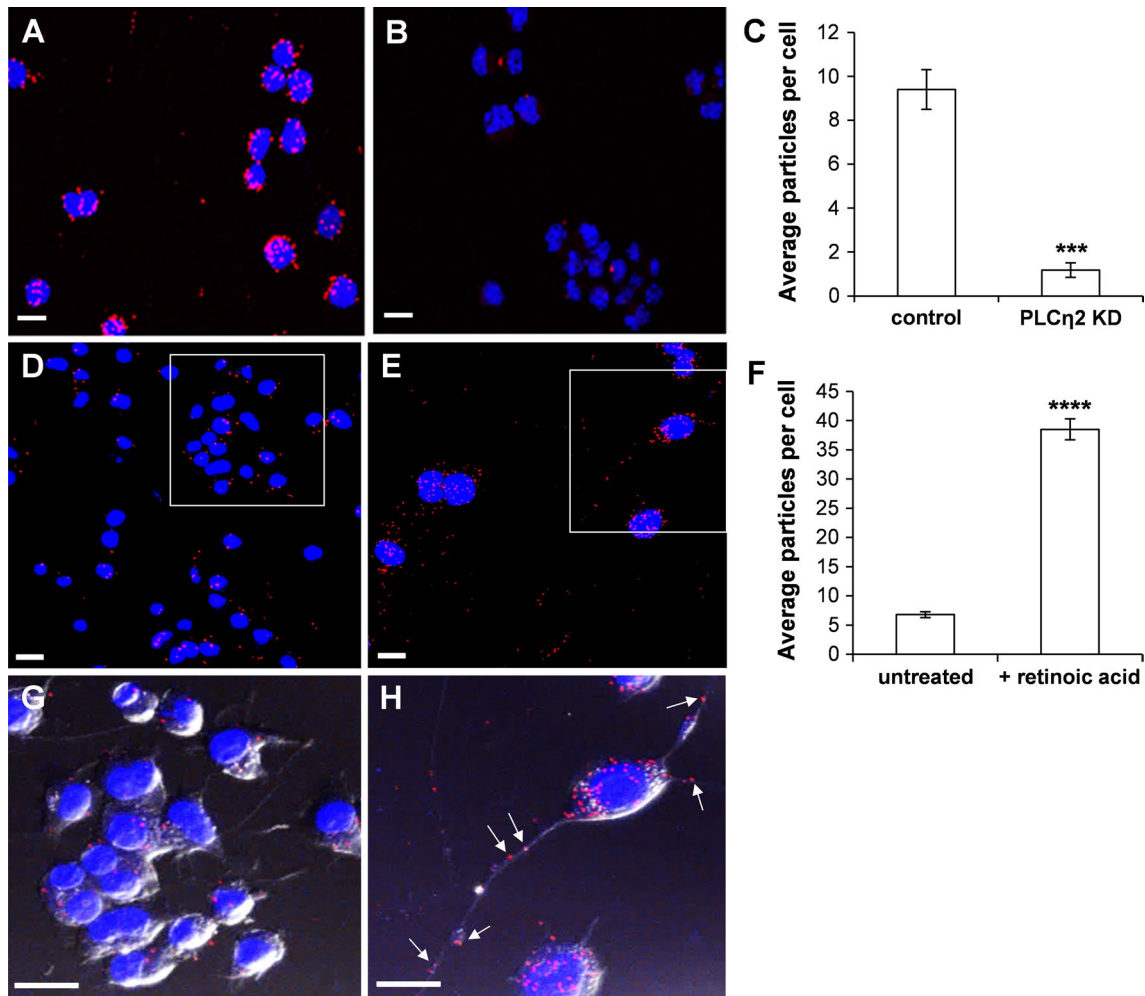 A
B
C
Average particles per cell
12
10
8
6
4
2
0
***
control
PLCη2 KD
D
E
F
Average particles per cell
45
40
35
30
25
20
15
10
5
0
****
untreated
+ retinoic acid
G
H